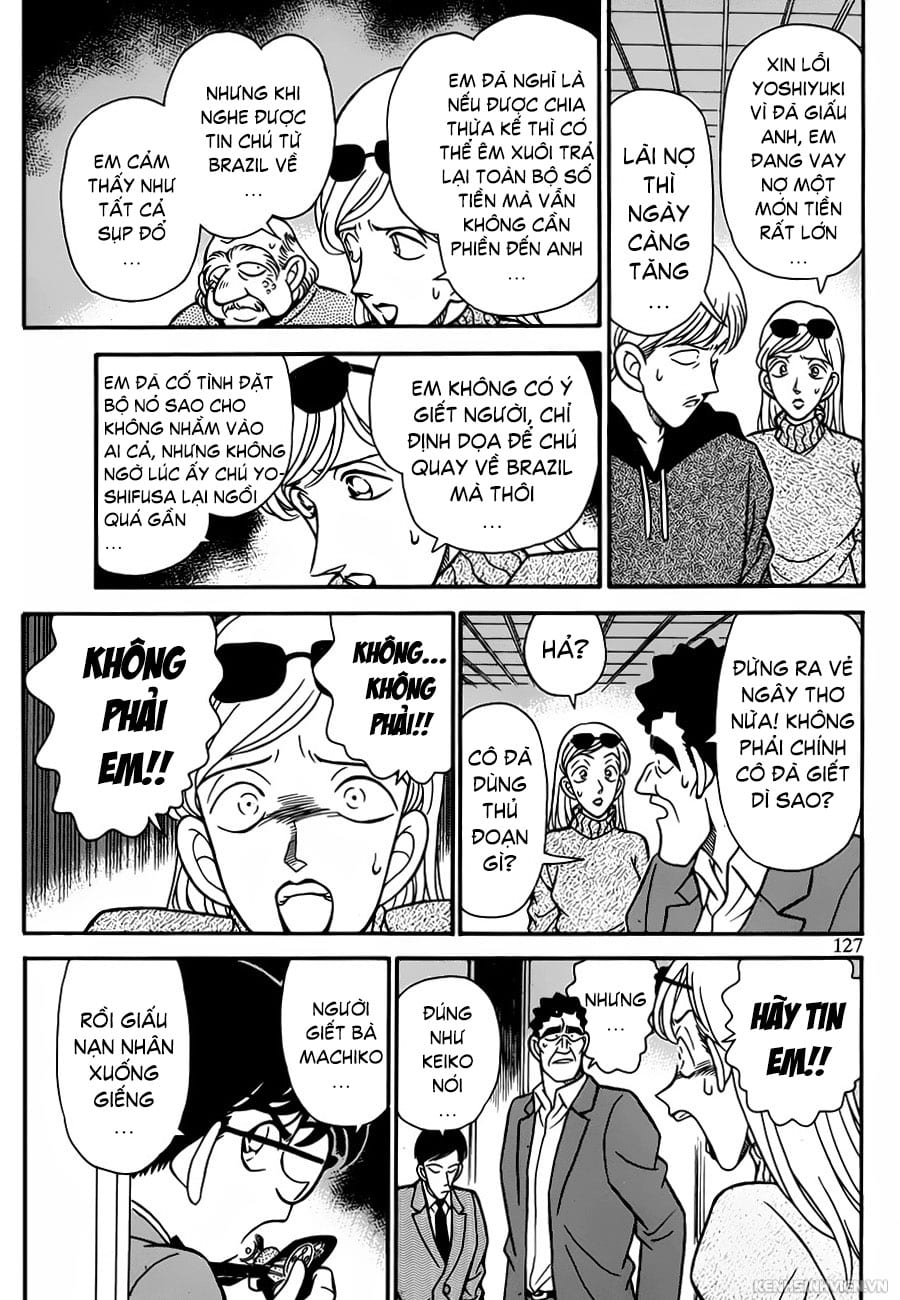 XIN LỖI
YOSHIYUKI
VÌ ĐÃ GIẤU
ANH, EM
ĐANG VAY
NỢ MỘT
MÓN TIỀN
RẤT LỚN
...
LÃI NỢ
THÌ
NGÀY
CÀNG
TĂNG
...
EM ĐÃ NGHĨ LÀ
NẾU ĐƯỢC CHIA
THỪA KẾ THÌ CÓ
THỂ ÊM XUÔI TRẢ
LẠI TOÀN BỘ SỐ
TIỀN MÀ VẪN
KHÔNG CẦN
PHIỀN ĐẾN ANH
...
NHƯNG KHI
NGHE ĐƯỢC
TIN CHÚ TỪ
BRAZIL VỀ
...
EM CẢM
THẤY NHƯ
TẤT CẢ
SỤP ĐỔ
...
EM KHÔNG CÓ Ý
GIẾT NGƯỜI, CHỈ
ĐỊNH DỌA ĐỂ CHÚ
QUAY VỀ BRAZIL
MÀ THÔI
...
EM ĐÃ CỐ TÌNH ĐẶT
BỘ NỎ SAO CHO
KHÔNG NHẰM VÀO
AI CẢ, NHƯNG KHÔNG
NGỜ LÚC ẤY CHÚ YO-
SHIFUSA LẠI NGỒI
QUÁ GẦN
...
ĐỪNG RA VẺ
NGÂY THƠ
NỮA! KHÔNG
PHẢI CHÍNH
CÔ ĐÃ GIẾT
DÌ SAO?
HẢ?
CÔ ĐÃ
DÙNG
THỦ
ĐOẠN
GÌ?
KHÔNG...
KHÔNG
PHẢI!!
KHÔNG
PHẢI
EM!!
127
HÃY TIN
EM!!
NHƯNG
...
ĐÚNG
NHƯ
KEIKO
NÓI
...
NGƯỜI
GIẾT BÀ
MACHIKO
...
RỒI GIẤU
NẠN NHÂN
XUỐNG
GIẾNG
...
KENHSINHVIEN.VN